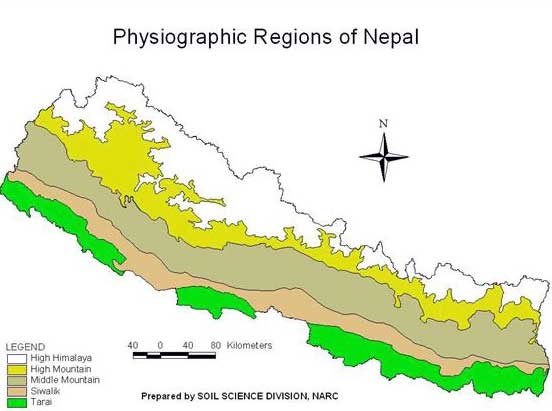 Physiographic Regions of Nepal
N
LEGEND
High Himalaya
High Mountain
Middle Mountain
Siwalik
Tarai
40 0 40 80 Kilometers
Prepared by SOIL SCIENCE DIVISION, NARC